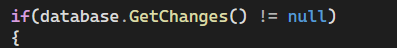 if(database.GetChanges() != null)
{